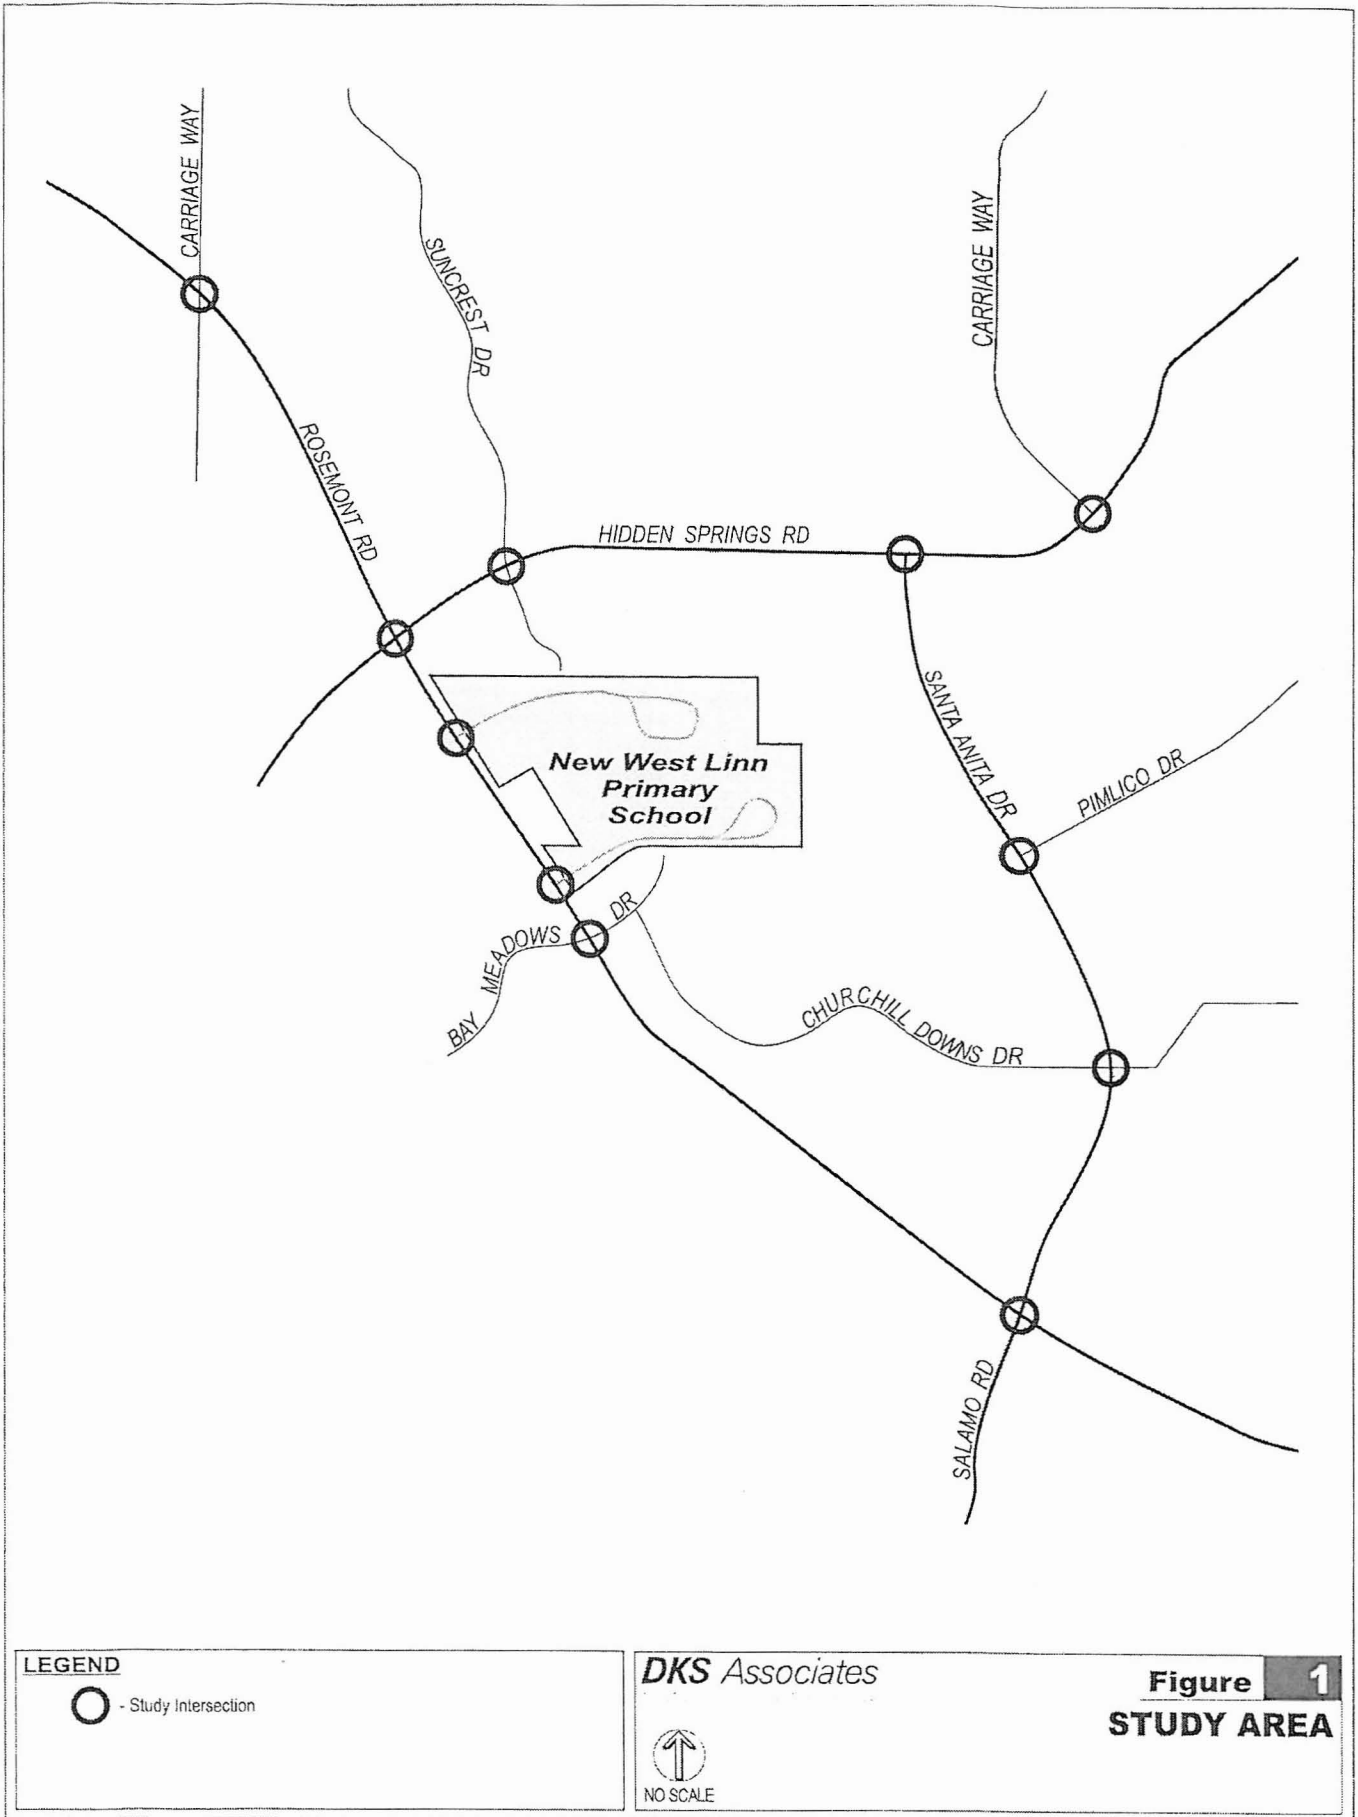 CARRIAGE WAY
SUNCREST DR
CARRIAGE WAY
ROSEMONT RD
HIDDEN SPRINGS RD
SANTA ANITA DR
PIMLICO DR
New West Linn
Primary
School
BAY MEADOWS DR
CHURCHILL DOWNS DR
SALAMO RD
LEGEND
- Study Intersection
DKS Associates
NO SCALE
Figure 1
STUDY AREA